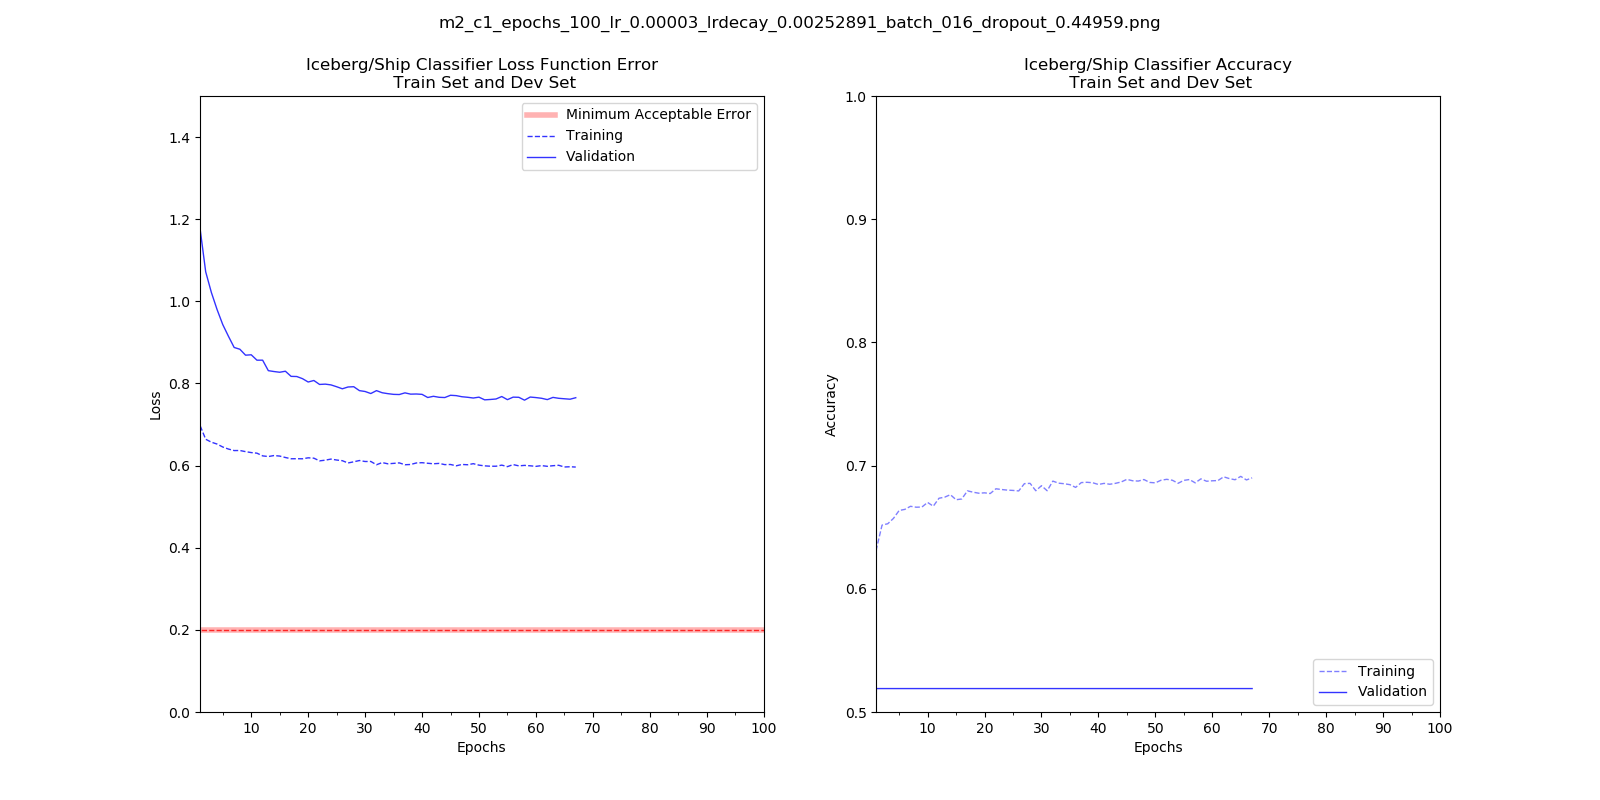 m2_c1_epochs_100_lr_0.00003_lrdecay_0.00252891_batch_016_dropout_0.44959.png
Iceberg/Ship Classifier Loss Function Error
Train Set and Dev Set
Minimum Acceptable Error
Training
Validation
1.4
1.2
1.0
0.8
0.6
0.4
0.2
0.0
Loss
10 20 30 40 50 60 70 80 90 100
Epochs
Iceberg/Ship Classifier Accuracy
Train Set and Dev Set
1.0
0.9
0.8
0.7
0.6
0.5
Accuracy
Training
Validation
10 20 30 40 50 60 70 80 90 100
Epochs